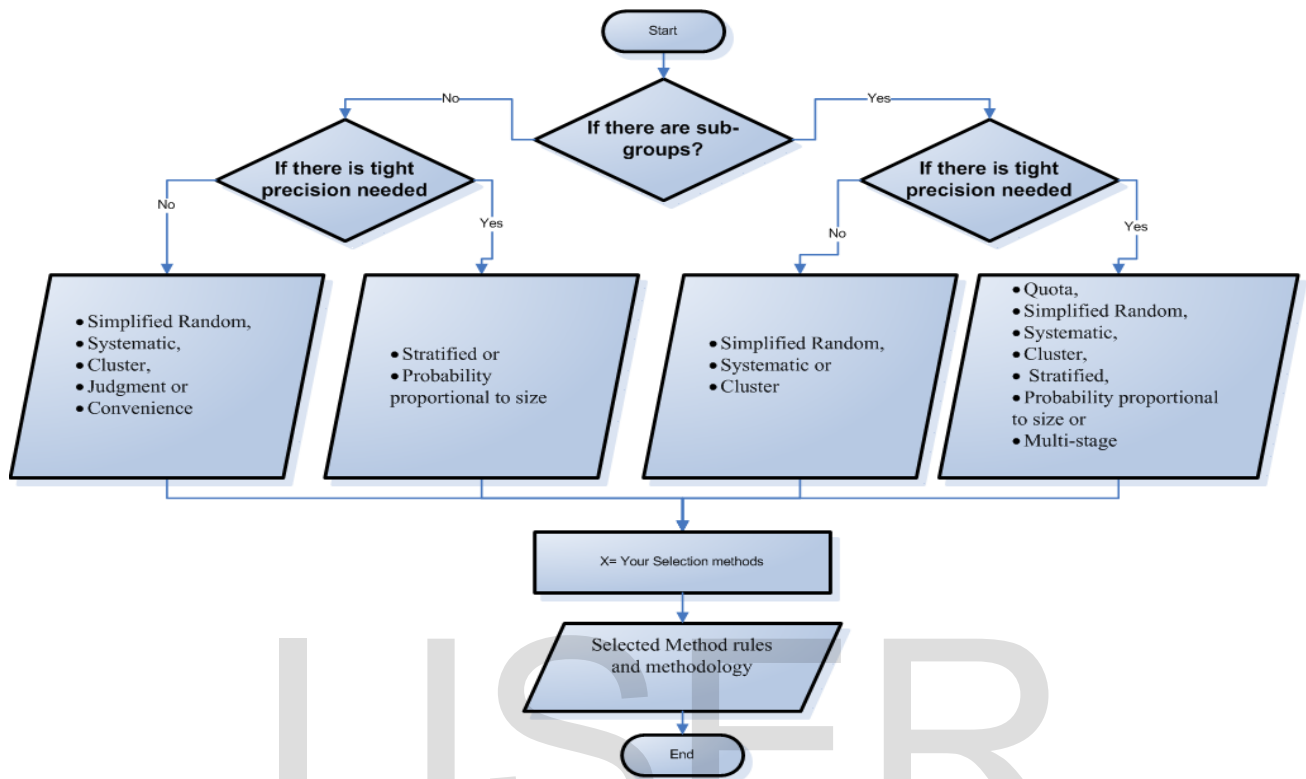 Start
If there are sub-
groups?
No
Yes
If there is tight
precision needed
If there is tight
precision needed
No
Yes
No
Yes
• Simplified Random,
• Systematic,
• Cluster,
• Judgment or
• Convenience
• Stratified or
• Probability
proportional to size
• Simplified Random,
• Systematic or
• Cluster
• Quota,
• Simplified Random,
• Systematic,
• Cluster,
• Stratified,
• Probability proportional
to size or
• Multi-stage
X= Your Selection methods
Selected Method rules
and methodology
End
IJSER